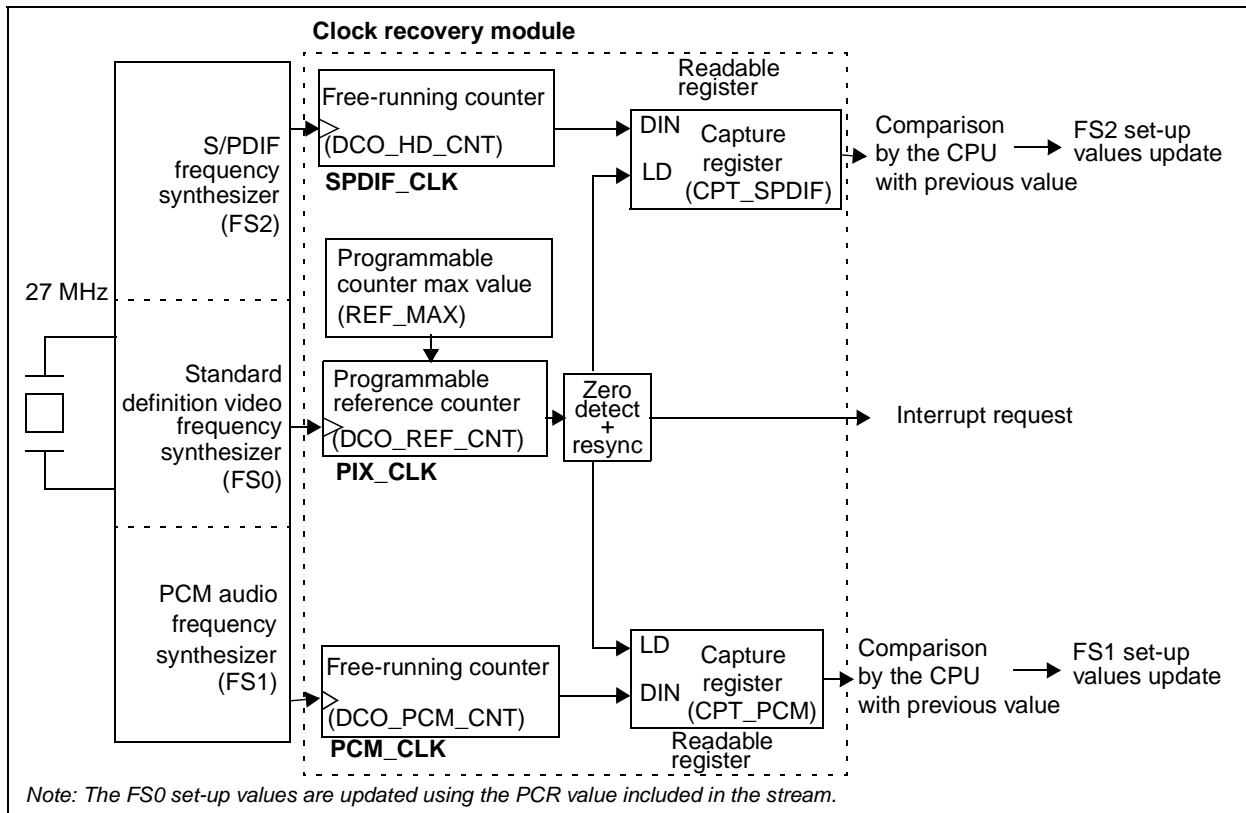 Clock recovery module
27 MHz
S/PDIF
frequency
synthesizer
(FS2)
Standard
definition video
frequency
synthesizer
(FS0)
PCM audio
frequency
synthesizer
(FS1)
Free-running counter
(DCO_HD_CNT)
SPDIF_CLK
Programmable
counter max value
(REF_MAX)
Programmable
reference counter
(DCO_REF_CNT)
PIX_CLK
Free-running counter
(DCO_PCM_CNT)
PCM_CLK
Zero
detect
+
resync
Readable
register
DIN
LD
Capture
register
(CPT_SPDIF)
Comparison
by the CPU
with previous value
FS2 set-up
values update
Interrupt request
LD
DIN
Capture
register
(CPT_PCM)
Readable
register
Comparison
by the CPU
with previous value
FS1 set-up
values update
Note: The FS0 set-up values are updated using the PCR value included in the stream.